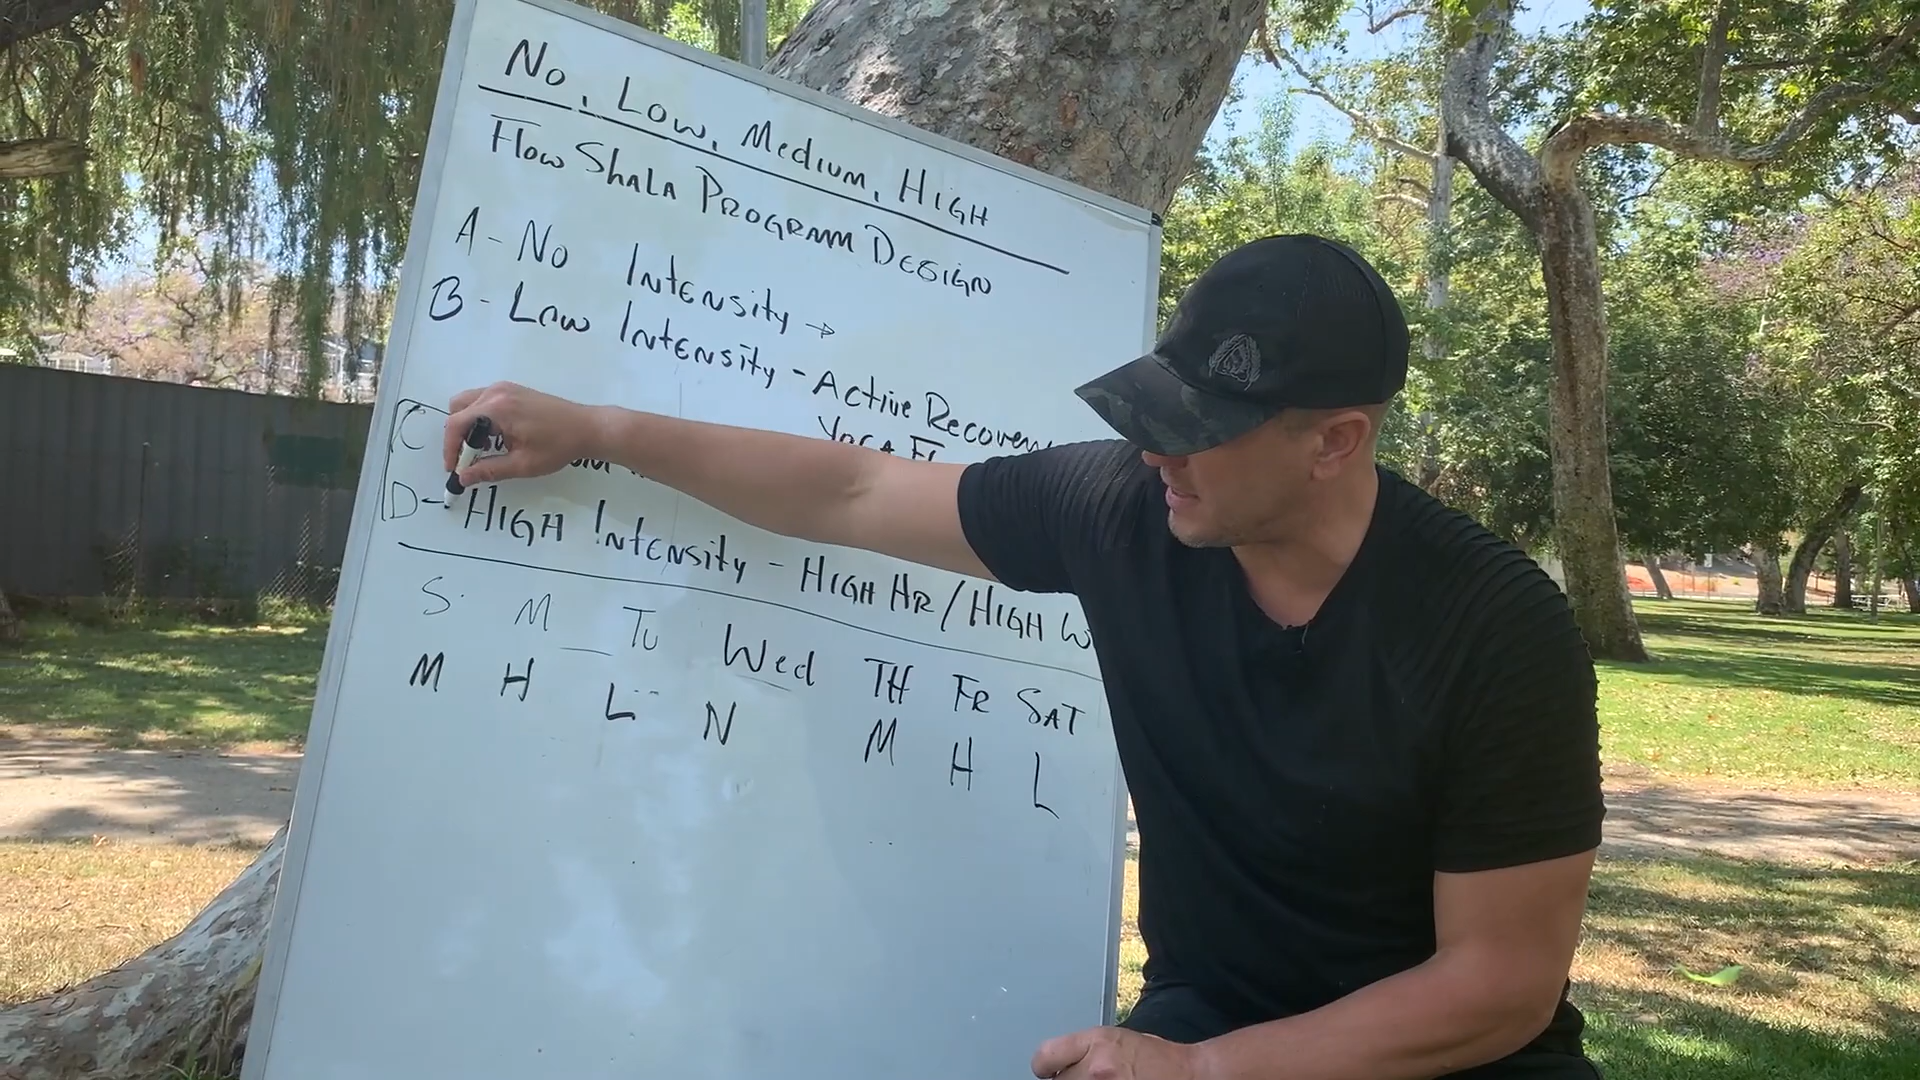 No, Low, Medium, HIGH
Flow Shala Program Design
A - No Intensity →
B - Low Intensity - Active Recovery
C
D - HIGH Intensity - HIGH HR / HIGH
S M Tu Wed TH FR SAT
M H L N M H L